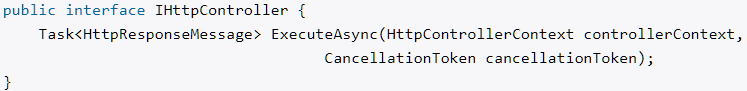 public interface IHttpController {
    Task<HttpResponseMessage> ExecuteAsync(HttpControllerContext controllerContext,
                                   CancellationToken cancellationToken);
}